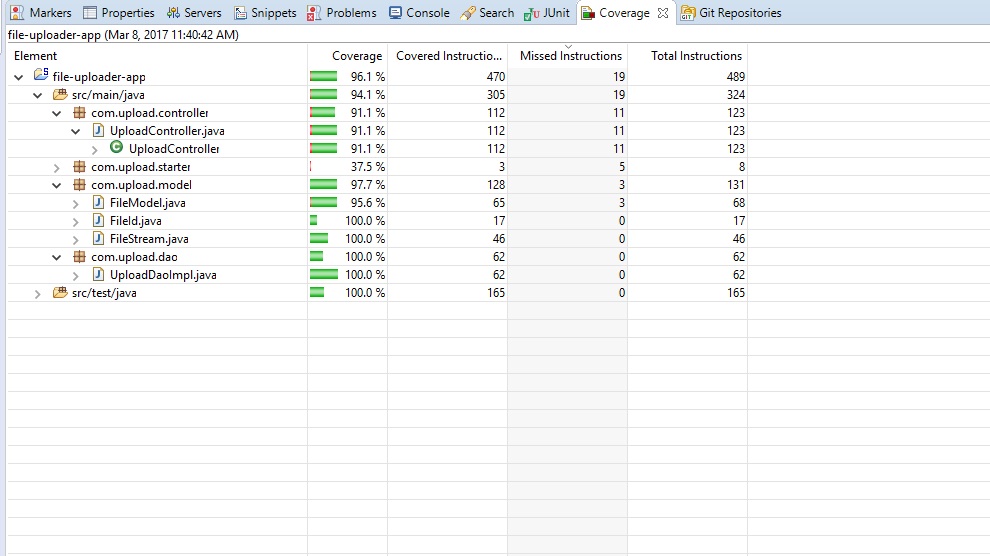 Markers Properties Servers Snippets Problems Console Search JUnit Coverage Git Repositories
file-uploader-app (Mar 8, 2017 11:40:42 AM)
Element Coverage Covered Instructio... Missed Instructions Total Instructions
file-uploader-app 96.1 % 470 19 489
src/main/java 94.1 % 305 19 324
com.upload.controller 91.1 % 112 11 123
UploadController.java 91.1 % 112 11 123
UploadController 91.1 % 112 11 123
com.upload.starter 37.5 % 3 5 8
com.upload.model 97.7 % 128 3 131
FileModel.java 95.6 % 65 3 68
FileId.java 100.0 % 17 0 17
FileStream.java 100.0 % 46 0 46
com.upload.dao 100.0 % 62 0 62
UploadDaoImpl.java 100.0 % 62 0 62
src/test/java 100.0 % 165 0 165